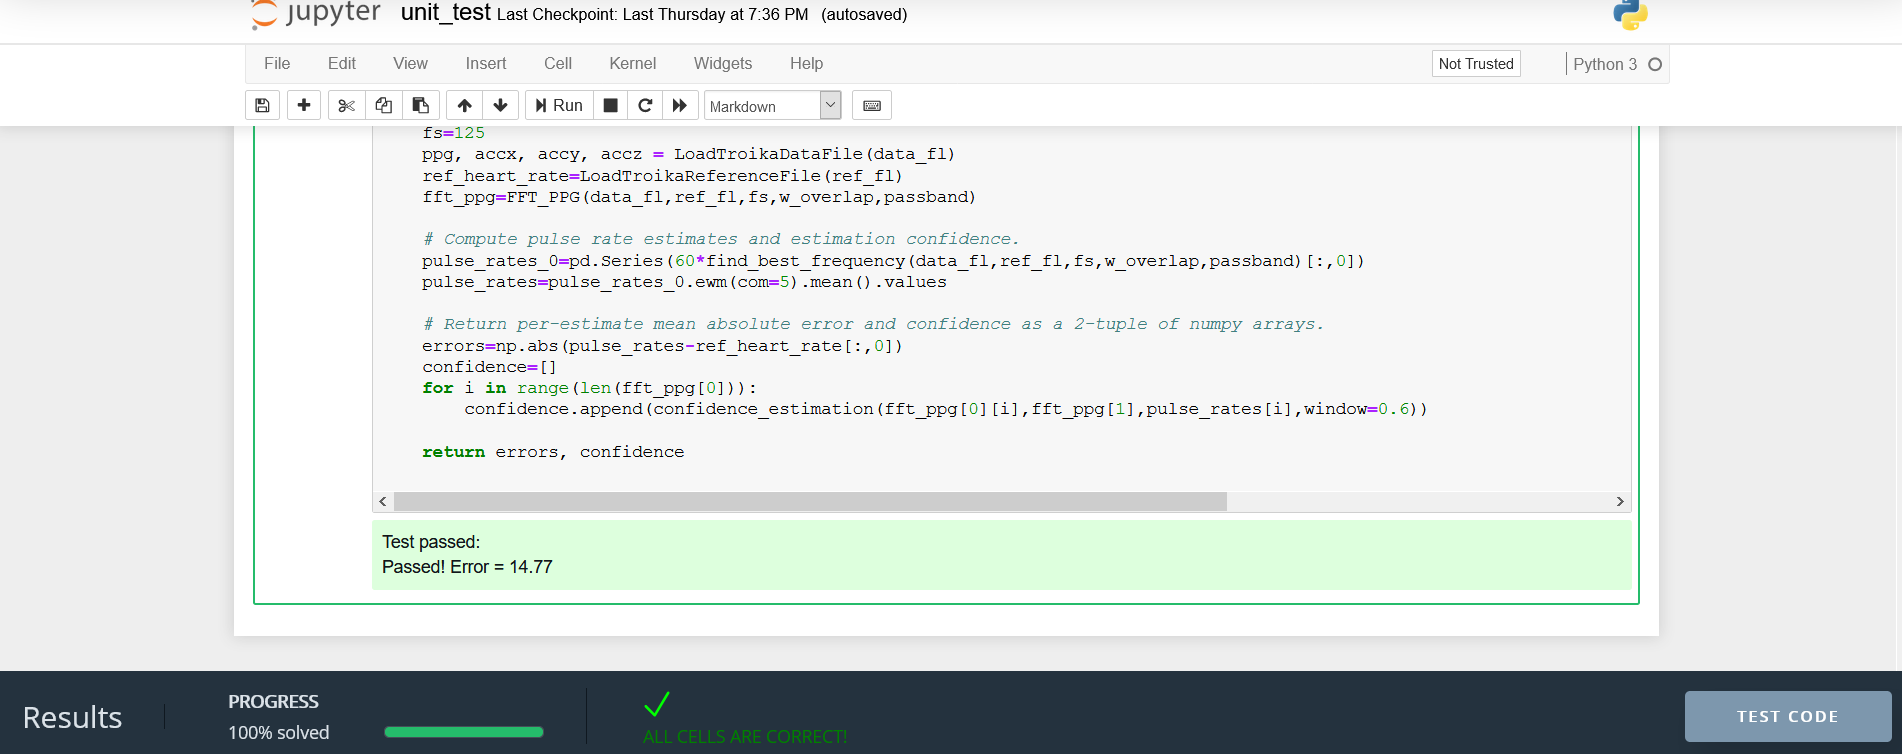 jupyter unit_test Last Checkpoint: Last Thursday at 7:36 PM (autosaved)
File Edit View Insert Cell Kernel Widgets Help Not Trusted Python 3
Run Markdown
fs=125
ppg, accx, accy, accz = LoadTroikaDataFile(data_fl)
ref_heart_rate=LoadTroikaReferenceFile(ref_fl)
fft_ppg=FFT_PPG(data_fl,ref_fl,fs,w_overlap,passband)
# Compute pulse rate estimates and estimation confidence.
pulse_rates_0=pd.Series(60*find_best_frequency(data_fl,ref_fl,fs,w_overlap,passband)[:,0])
pulse_rates=pulse_rates_0.ewm(com=5).mean().values
# Return per-estimate mean absolute error and confidence as a 2-tuple of numpy arrays.
errors=np.abs(pulse_rates-ref_heart_rate[:,0])
confidence=[]
for i in range(len(fft_ppg[0])):
confidence.append(confidence_estimation(fft_ppg[0][i],fft_ppg[1],pulse_rates[i],window=0.6))
return errors, confidence
Test passed:
Passed! Error = 14.77
Results
PROGRESS
100% solved
ALL CELLS ARE CORRECT!
TEST CODE